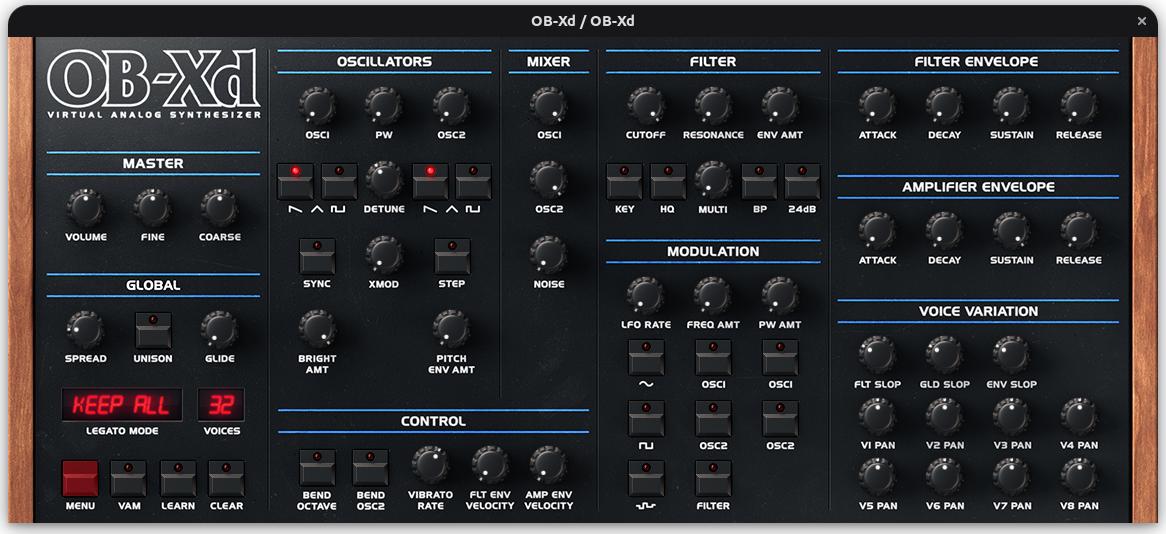 OB-Xd / OB-Xd
OB-Xd
VIRTUAL ANALOG SYNTHESIZER
MASTER
VOLUME FINE COARSE
GLOBAL
SPREAD UNISON GLIDE
KEEP ALL 32
LEGATO MODE VOICES
MENU VAM LEARN CLEAR
OSCILLATORS
OSC1 PW OSC2
DETUNE
SYNC XMOD STEP
BRIGHT
AMT
PITCH
ENV AMT
MIXER
OSC1
OSC2
NOISE
CONTROL
BEND
OCTAVE
BEND
OSC2
VIBRATO
RATE
FLT ENV
VELOCITY
AMP ENV
VELOCITY
FILTER
CUTOFF RESONANCE ENV AMT
KEY HQ MULTI BP 24dB
MODULATION
LFO RATE FREQ AMT PW AMT
OSC1 OSC1
OSC2 OSC2
FILTER
FILTER ENVELOPE
ATTACK DECAY SUSTAIN RELEASE
AMPLIFIER ENVELOPE
ATTACK DECAY SUSTAIN RELEASE
VOICE VARIATION
FLT SLOP GLD SLOP ENV SLOP
V1 PAN V2 PAN V3 PAN V4 PAN
V5 PAN V6 PAN V7 PAN V8 PAN